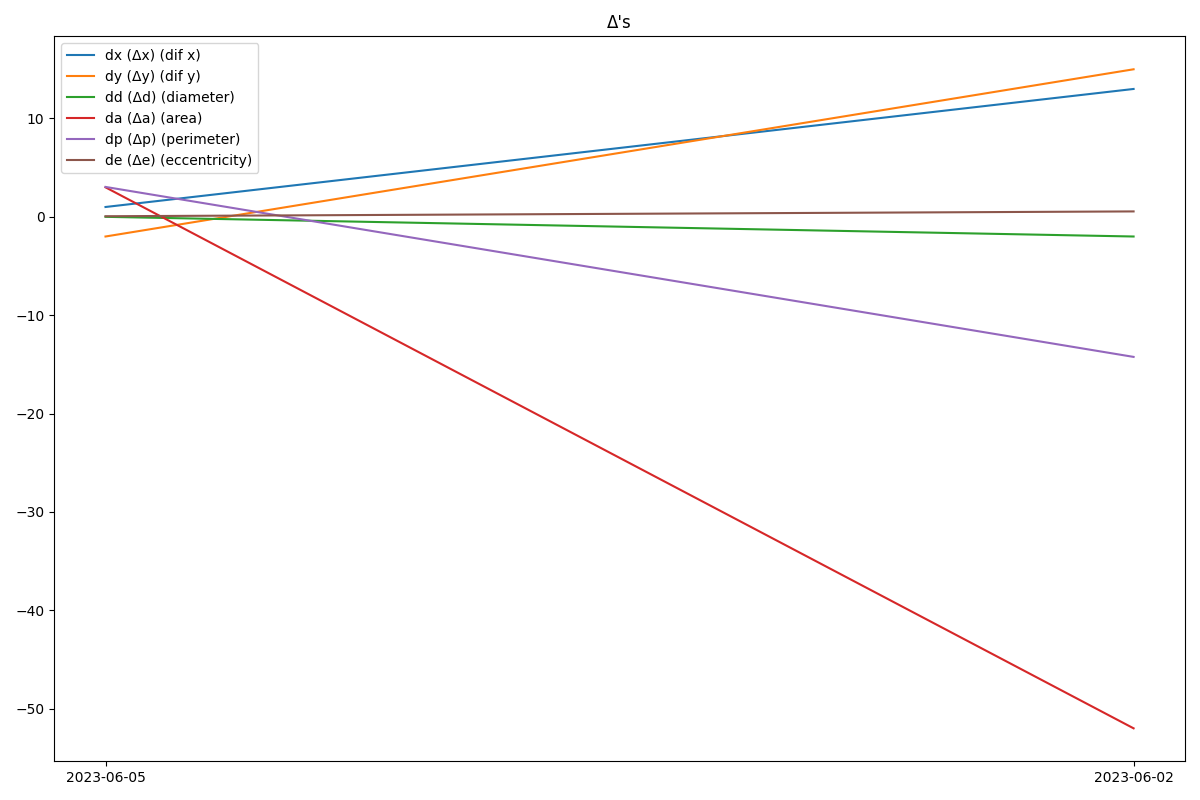 Δ's
dx (Δx) (dif x)
dy (Δy) (dif y)
dd (Δd) (diameter)
da (Δa) (area)
dp (Δp) (perimeter)
de (Δe) (eccentricity)
10
0
−10
−20
−30
−40
−50
2023-06-05
2023-06-02